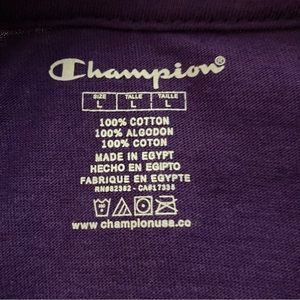 Champion®
SIZE TALLE TAILLE
L L L
100% COTTON
100% ALGODON
100% COTON
MADE IN EGYPT
HECHO EN EGIPTO
FABRIQUE EN EGYPTE
RN#82382 - CA#17335
www.championusa.co